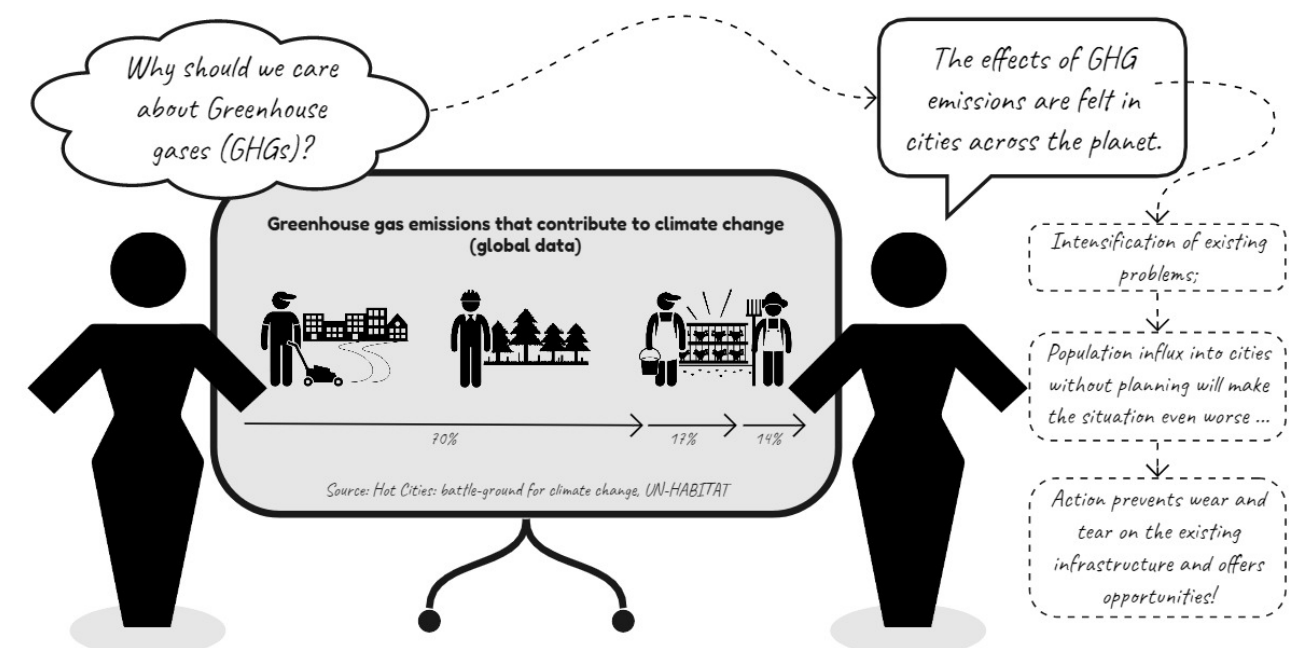 Why should we care
about Greenhouse
gases (GHGs)?
The effects of GHG
emissions are felt in
cities across the planet.
Greenhouse gas emissions that contribute to climate change
(global data)
70%
17%
14%
Source: Hot Cities: battle-ground for climate change, UN-HABITAT
Intensification of existing
problems;
Population influx into cities
without planning will make
the situation even worse ...
Action prevents wear and
tear on the existing
infrastructure and offers
opportunities!